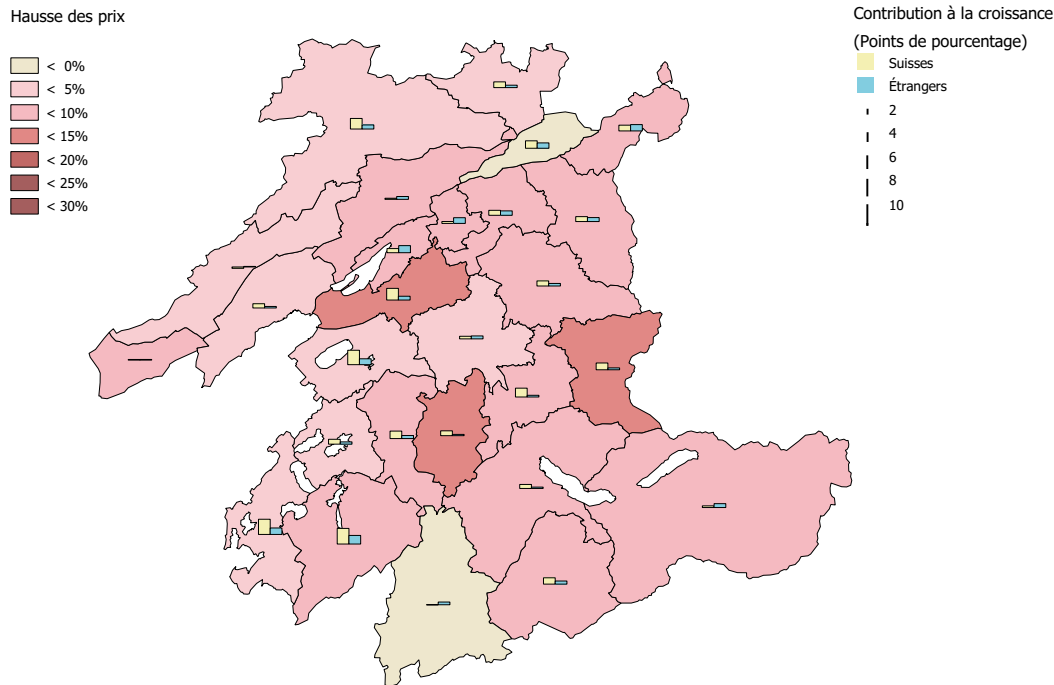 Hausse des prix
< 0%
< 5%
< 10%
< 15%
< 20%
< 25%
< 30%
Contribution à la croissance
(Points de pourcentage)
Suisses
Étrangers
2
4
6
8
10